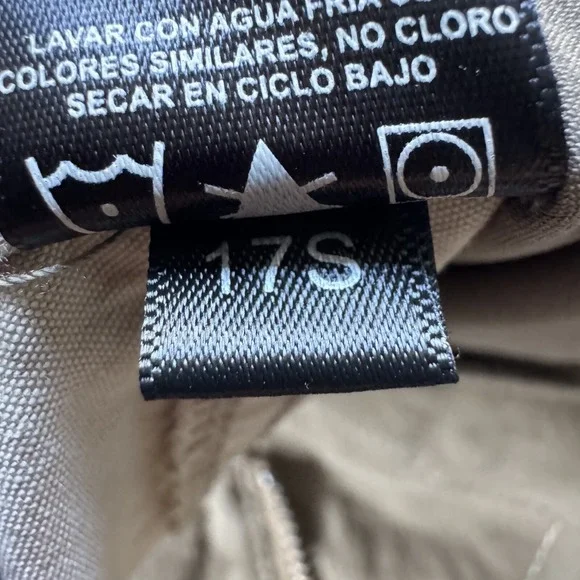 LAVAR CON AGUA FRIA
COLORES SIMILARES, NO CLORO
SECAR EN CICLO BAJO
17S